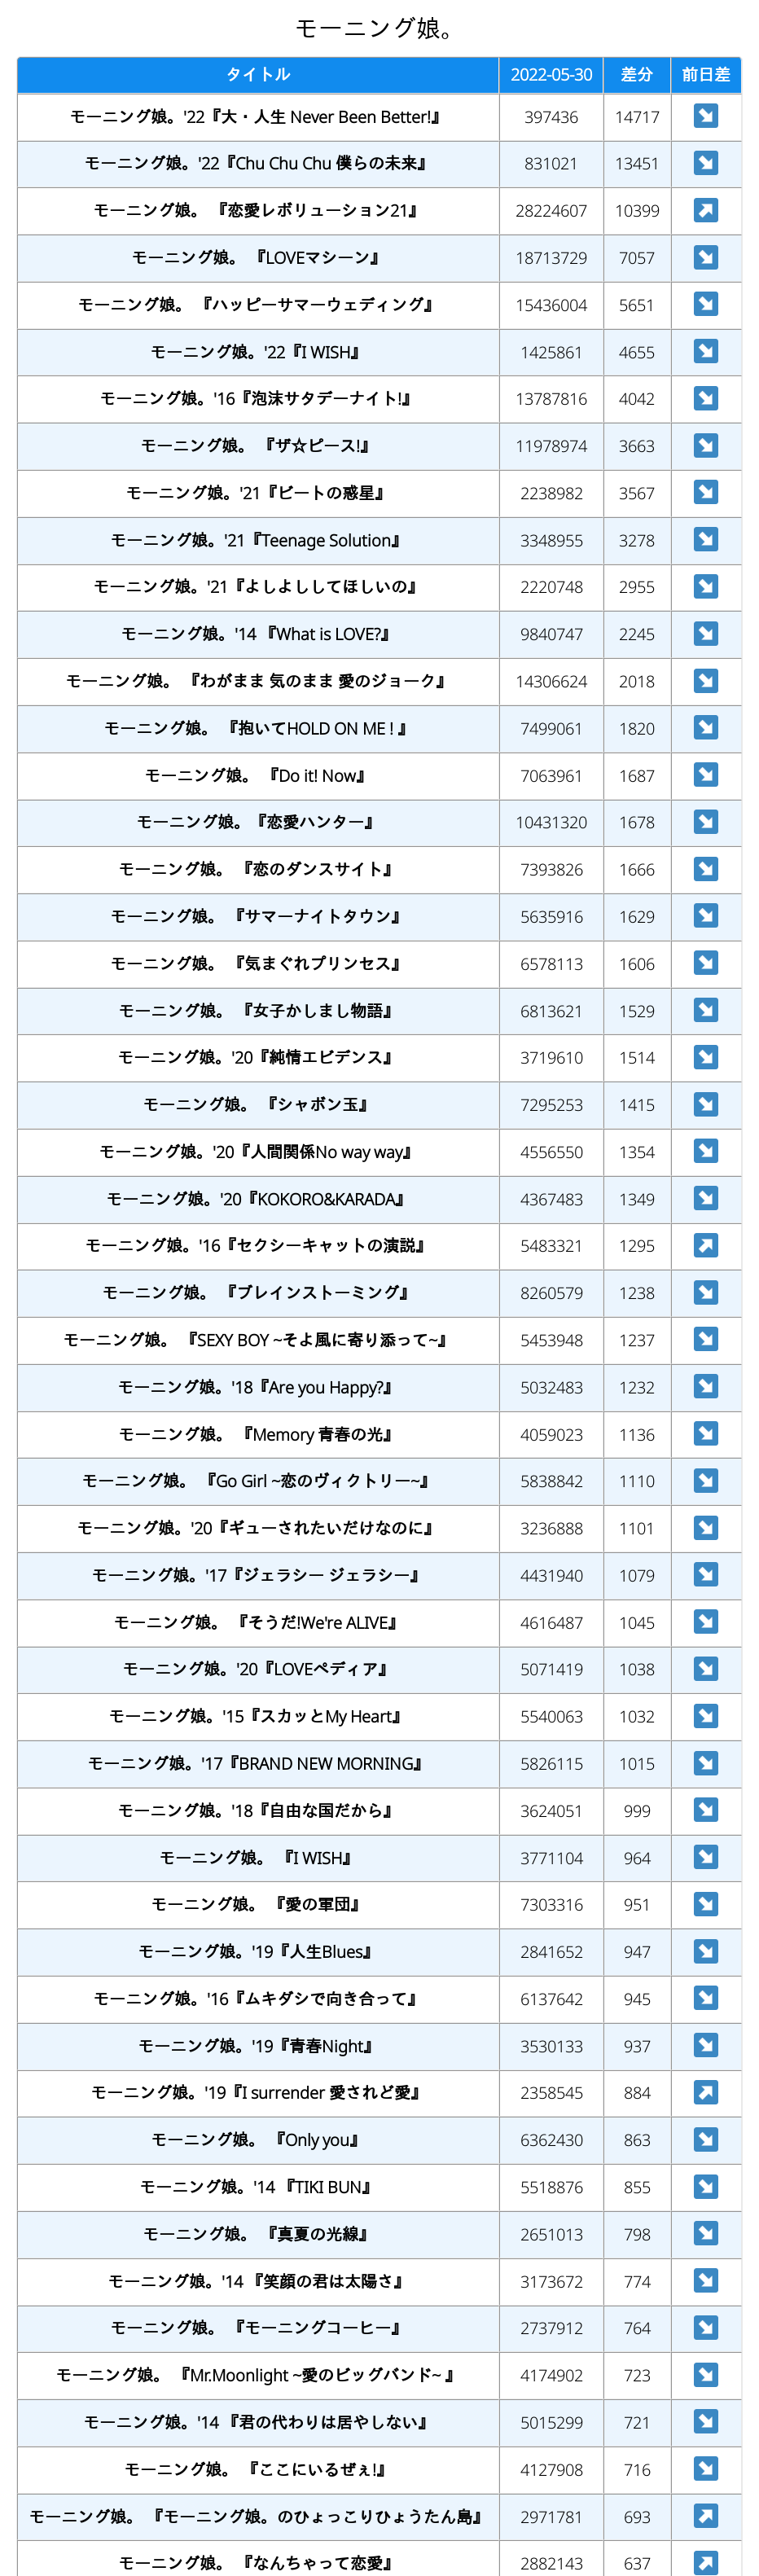 モーニング娘。
タイトル 2022-05-30 差分 前日差
モーニング娘。'22『大・人生 Never Been Better!』 397436 14717 ↘
モーニング娘。'22『Chu Chu Chu 僕らの未来』 831021 13451 ↘
モーニング娘。 『恋愛レボリューション21』 28224607 10399 ↗
モーニング娘。 『LOVEマシーン』 18713729 7057 ↘
モーニング娘。 『ハッピーサマーウェディング』 15436004 5651 ↘
モーニング娘。'22『I WISH』 1425861 4655 ↘
モーニング娘。'16『泡沫サタデーナイト!』 13787816 4042 ↘
モーニング娘。 『ザ☆ピース!』 11978974 3663 ↘
モーニング娘。'21『ビートの惑星』 2238982 3567 ↘
モーニング娘。'21『Teenage Solution』 3348955 3278 ↘
モーニング娘。'21『よしよししてほしいの』 2220748 2955 ↘
モーニング娘。'14 『What is LOVE?』 9840747 2245 ↘
モーニング娘。 『わがまま 気のまま 愛のジョーク』 14306624 2018 ↘
モーニング娘。 『抱いてHOLD ON ME ! 』 7499061 1820 ↘
モーニング娘。 『Do it! Now』 7063961 1687 ↘
モーニング娘。『恋愛ハンター』 10431320 1678 ↘
モーニング娘。 『恋のダンスサイト』 7393826 1666 ↘
モーニング娘。 『サマーナイトタウン』 5635916 1629 ↘
モーニング娘。 『気まぐれプリンセス』 6578113 1606 ↘
モーニング娘。 『女子かしまし物語』 6813621 1529 ↘
モーニング娘。'20『純情エビデンス』 3719610 1514 ↘
モーニング娘。 『シャボン玉』 7295253 1415 ↘
モーニング娘。'20『人間関係No way way』 4556550 1354 ↘
モーニング娘。'20『KOKORO&KARADA』 4367483 1349 ↘
モーニング娘。'16『セクシーキャットの演説』 5483321 1295 ↗
モーニング娘。 『ブレインストーミング』 8260579 1238 ↘
モーニング娘。 『SEXY BOY ~そよ風に寄り添って~』 5453948 1237 ↘
モーニング娘。'18『Are you Happy?』 5032483 1232 ↘
モーニング娘。 『Memory 青春の光』 4059023 1136 ↘
モーニング娘。 『Go Girl ~恋のヴィクトリー~』 5838842 1110 ↘
モーニング娘。'20『ギューされたいだけなのに』 3236888 1101 ↘
モーニング娘。'17『ジェラシー ジェラシー』 4431940 1079 ↘
モーニング娘。 『そうだ!We're ALIVE』 4616487 1045 ↘
モーニング娘。'20『LOVEペディア』 5071419 1038 ↘
モーニング娘。'15『スカッとMy Heart』 5540063 1032 ↘
モーニング娘。'17『BRAND NEW MORNING』 5826115 1015 ↘
モーニング娘。'18『自由な国だから』 3624051 999 ↘
モーニング娘。 『I WISH』 3771104 964 ↘
モーニング娘。 『愛の軍団』 7303316 951 ↘
モーニング娘。'19『人生Blues』 2841652 947 ↘
モーニング娘。'16『ムキダシで向き合って』 6137642 945 ↘
モーニング娘。'19『青春Night』 3530133 937 ↘
モーニング娘。'19『I surrender 愛されど愛』 2358545 884 ↗
モーニング娘。 『Only you』 6362430 863 ↘
モーニング娘。'14 『TIKI BUN』 5518876 855 ↘
モーニング娘。 『真夏の光線』 2651013 798 ↘
モーニング娘。'14 『笑顔の君は太陽さ』 3173672 774 ↘
モーニング娘。 『モーニングコーヒー』 2737912 764 ↘
モーニング娘。 『Mr.Moonlight ~愛のビッグバンド~ 』 4174902 723 ↘
モーニング娘。'14 『君の代わりは居やしない』 5015299 721 ↘
モーニング娘。 『ここにいるぜぇ!』 4127908 716 ↘
モーニング娘。 『モーニング娘。のひょっこりひょうたん島』 2971781 693 ↗
モーニング娘。 『なんちゃって恋愛』 2882143 637 ↗